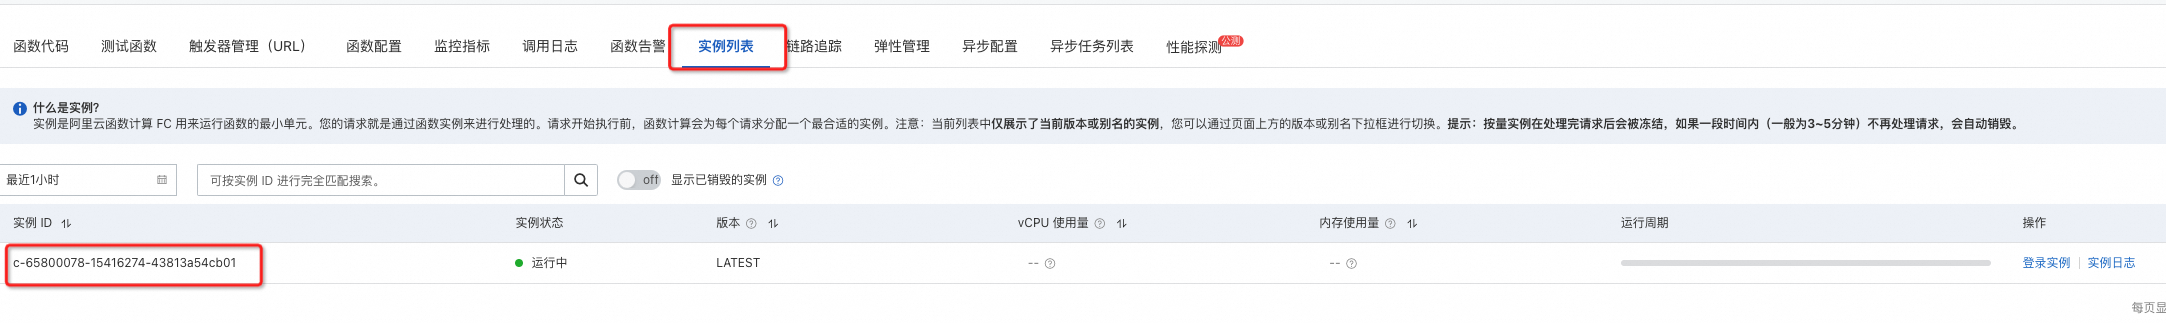 函数代码 测试函数 触发器管理（URL） 函数配置 监控指标 调用日志 函数告警 实例列表 链路追踪 弹性管理 异步配置 异步任务列表 性能探测 公测
什么是实例?
实例是阿里云函数计算 FC 用来运行函数的最小单元。您的请求就是通过函数实例来进行处理的。请求开始执行前，函数计算会为每个请求分配一个最合适的实例。注意：当前列表中仅展示了当前版本或别名的实例，您可以通过页面上方的版本或别名下拉框进行切换。提示：按量实例在处理完请求后会被冻结，如果一段时间内（一般为3~5分钟）不再处理请求，会自动销毁。
最近1小时 可按实例 ID 进行完全匹配搜索。 off 显示已销毁的实例
实例 ID 实例状态 版本 vCPU 使用量 内存使用量 运行周期 操作
c-65800078-15416274-43813a54cb01 运行中 LATEST -- -- 登录实例 实例日志
每页显